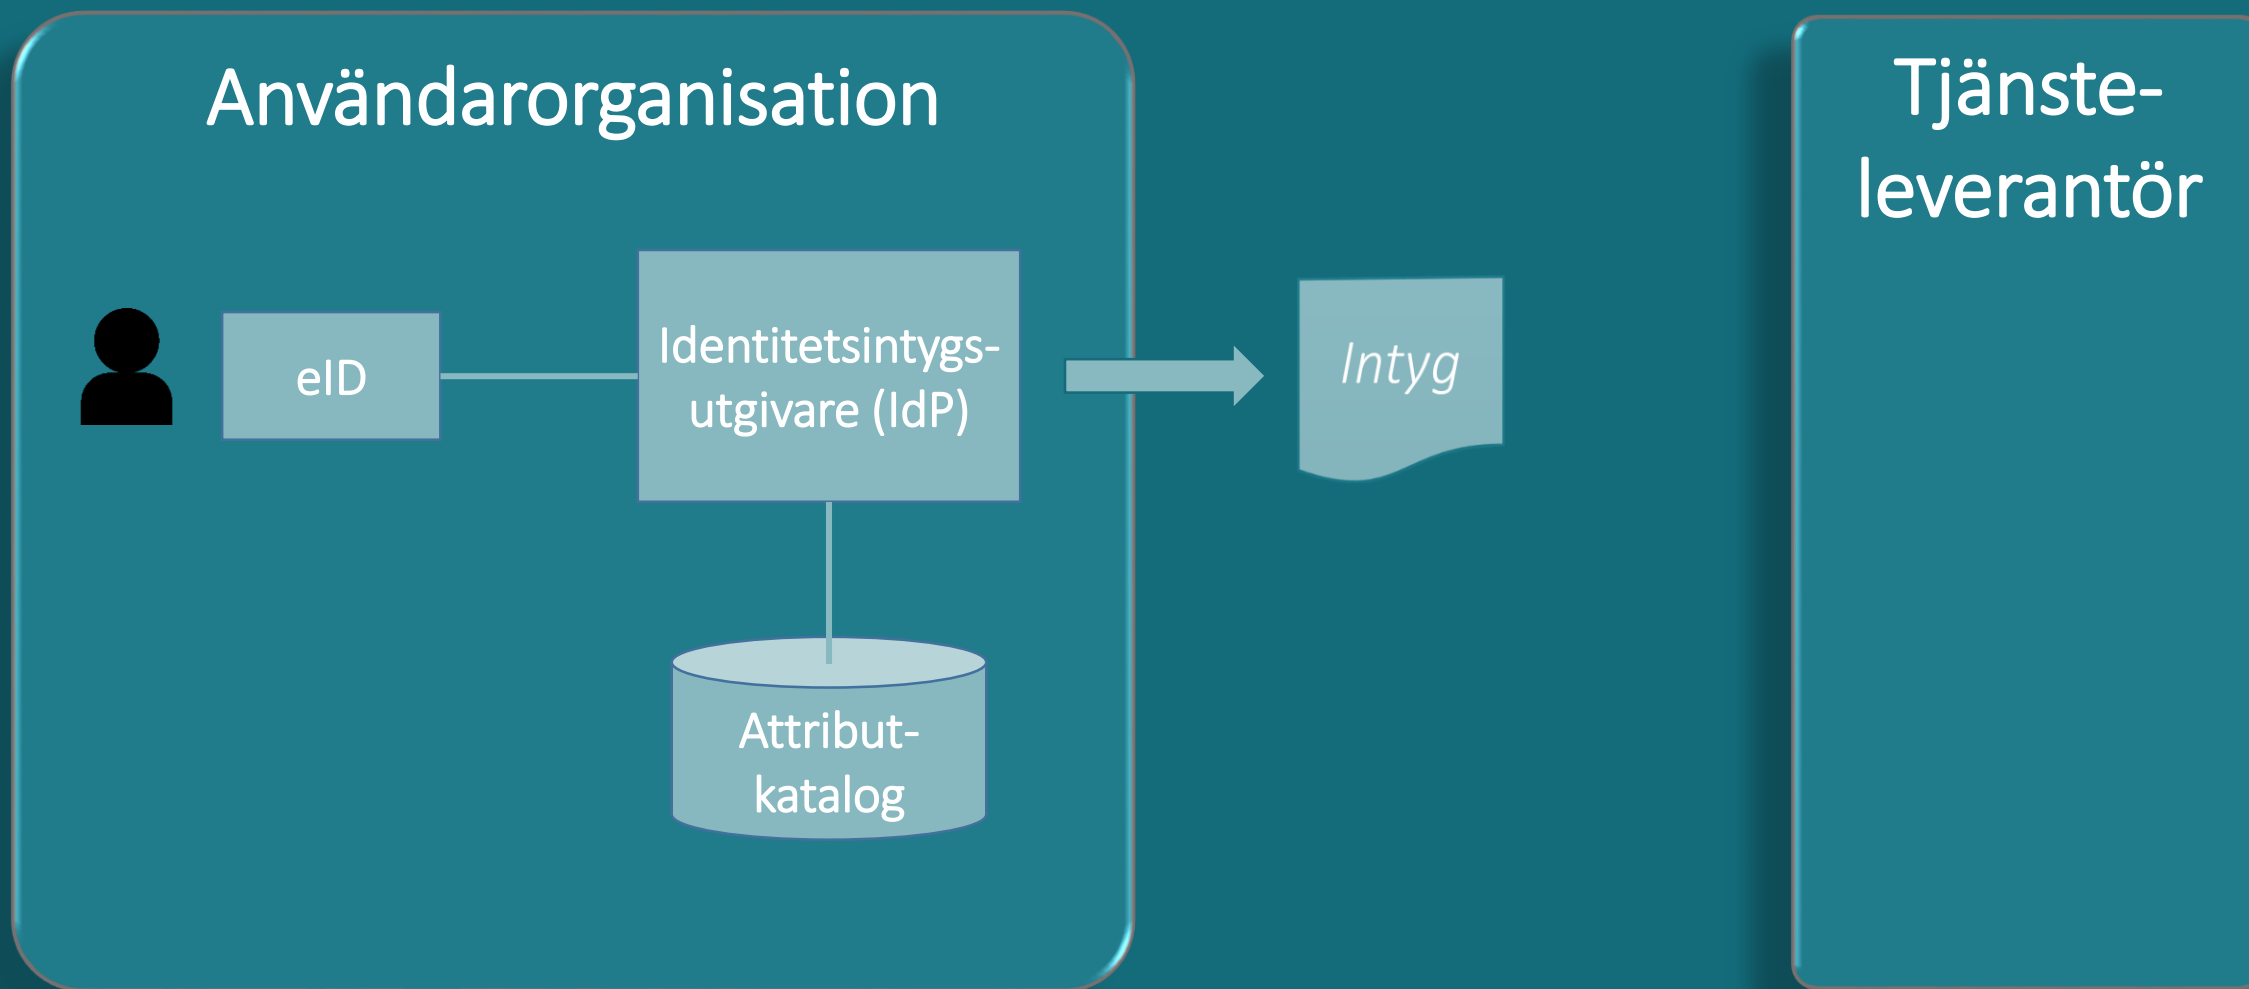 Användarorganisation
Tjänste-
leverantör
eID
Identitetsintygs-
utgivare (IdP)
Intyg
Attribut-
katalog